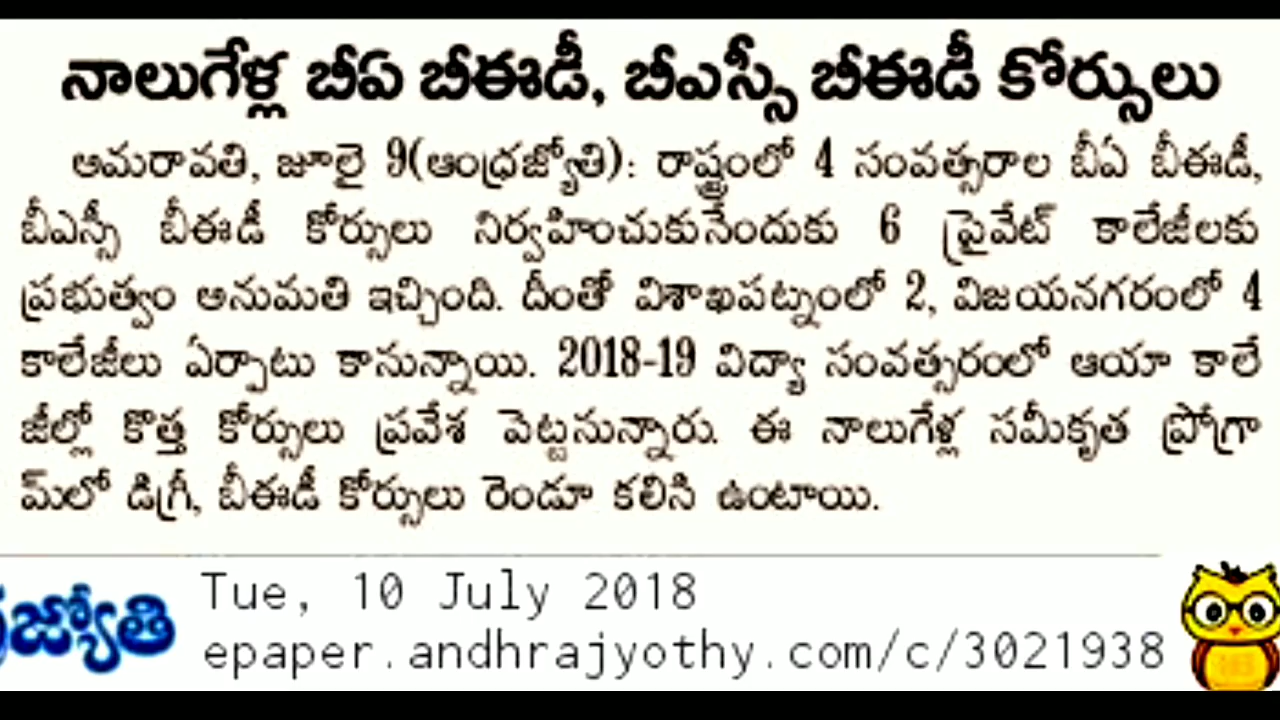 నాలుగేళ్ల బీఏ బీఈడీ, బీఎస్సీ బీఈడీ కోర్సులు
ఆమరావతి, జూలై 9(ఆంధ్రజ్యోతి): రాష్ట్రంలో 4 సంవత్సరాల బీఏ బీఈడీ,
బీఎస్సీ బీఈడీ కోర్సులు నిర్వహించుకునేందుకు 6 ప్రైవేట్ కాలేజీలకు
ప్రభుత్వం అనుమతి ఇచ్చింది. దీంతో విశాఖపట్నంలో 2, విజయనగరంలో 4
కాలేజీలు ఏర్పాటు కానున్నాయి. 2018-19 విద్యా సంవత్సరంలో ఆయా కాలే
జీల్లో కొత్త కోర్సులు ప్రవేశ పెట్టనున్నారు. ఈ నాలుగేళ్ల సమీకృత ప్రోగ్రా
మ్‌లో డిగ్రీ, బీఈడీ కోర్సులు రెండూ కలిసి ఉంటాయి.
జ్యోతి
Tue, 10 July 2018
epaper.andhrajyothy.com/c/3021938